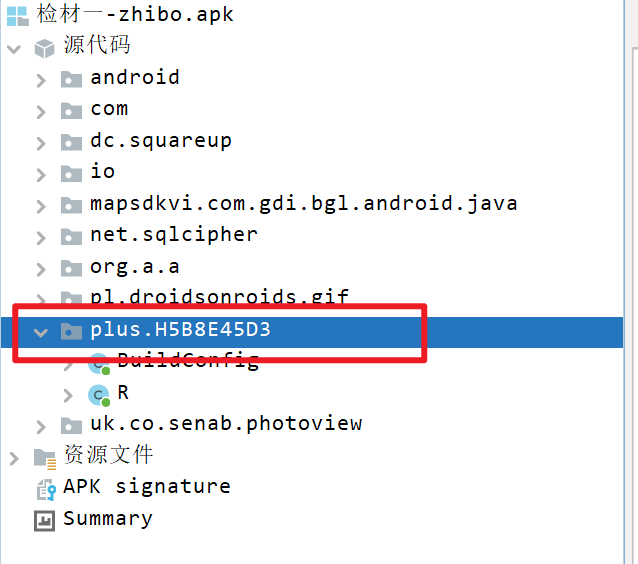 检材一-zhibo.apk
源代码
android
com
dc.squareup
io
mapsdkvi.com.gdi.bgl.android.java
net.sqlcipher
org.a.a
pl.droidsonroids.gif
plus.H5B8E45D3
BuildConfig
R
uk.co.senab.photoview
资源文件
APK signature
Summary